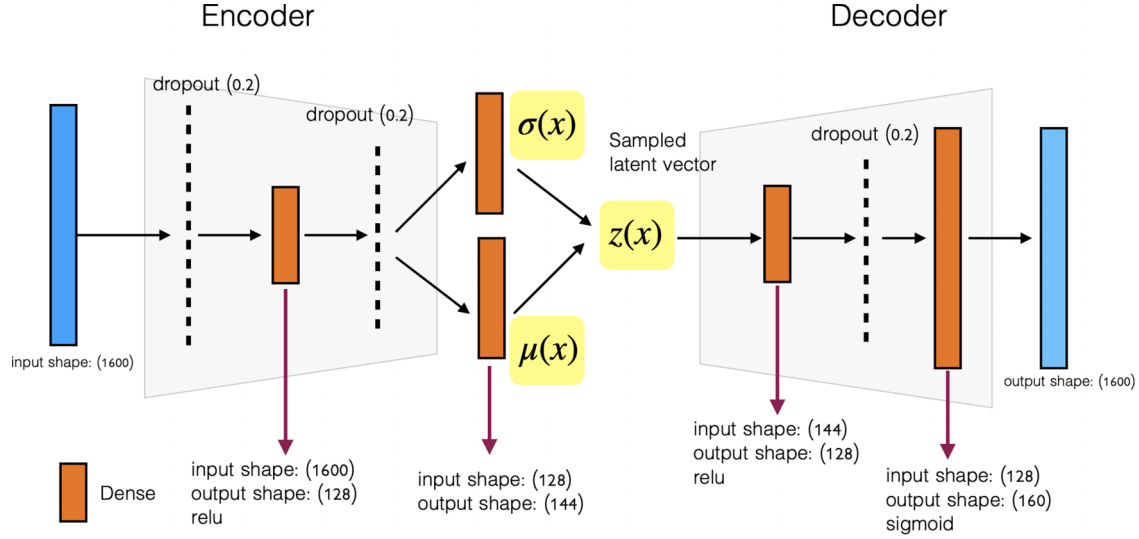 Encoder
Decoder
dropout (0.2)
dropout (0.2)
σ(x)
Sampled
latent vector
dropout (0.2)
z(x)
μ(x)
input shape: (1600)
output shape: (1600)
input shape: (1600)
output shape: (128)
relu
input shape: (128)
output shape: (144)
input shape: (144)
output shape: (128)
relu
input shape: (128)
output shape: (160)
sigmoid
Dense